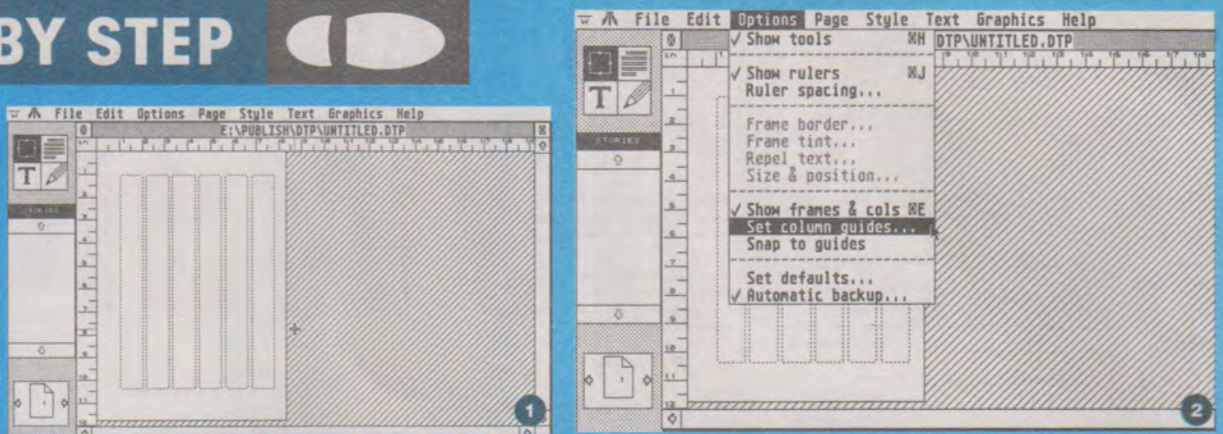 BY STEP
File Edit Options Page Style Text Graphics Help
E:\PUBLISH\DTP\UNTITLED.DTP
T
STORIES
1
1
File Edit Options Page Style Text Graphics Help
DTP\UNTITLED.DTP
✓ Show tools ⌘H
✓ Show rulers ⌘J
Ruler spacing...
Frame border...
Frame tint...
Repel text...
Size & position...
✓ Show frames & cols ⌘E
Set column guides...
Snap to guides
Set defaults...
✓ Automatic backup...
T
STORIES
1
2